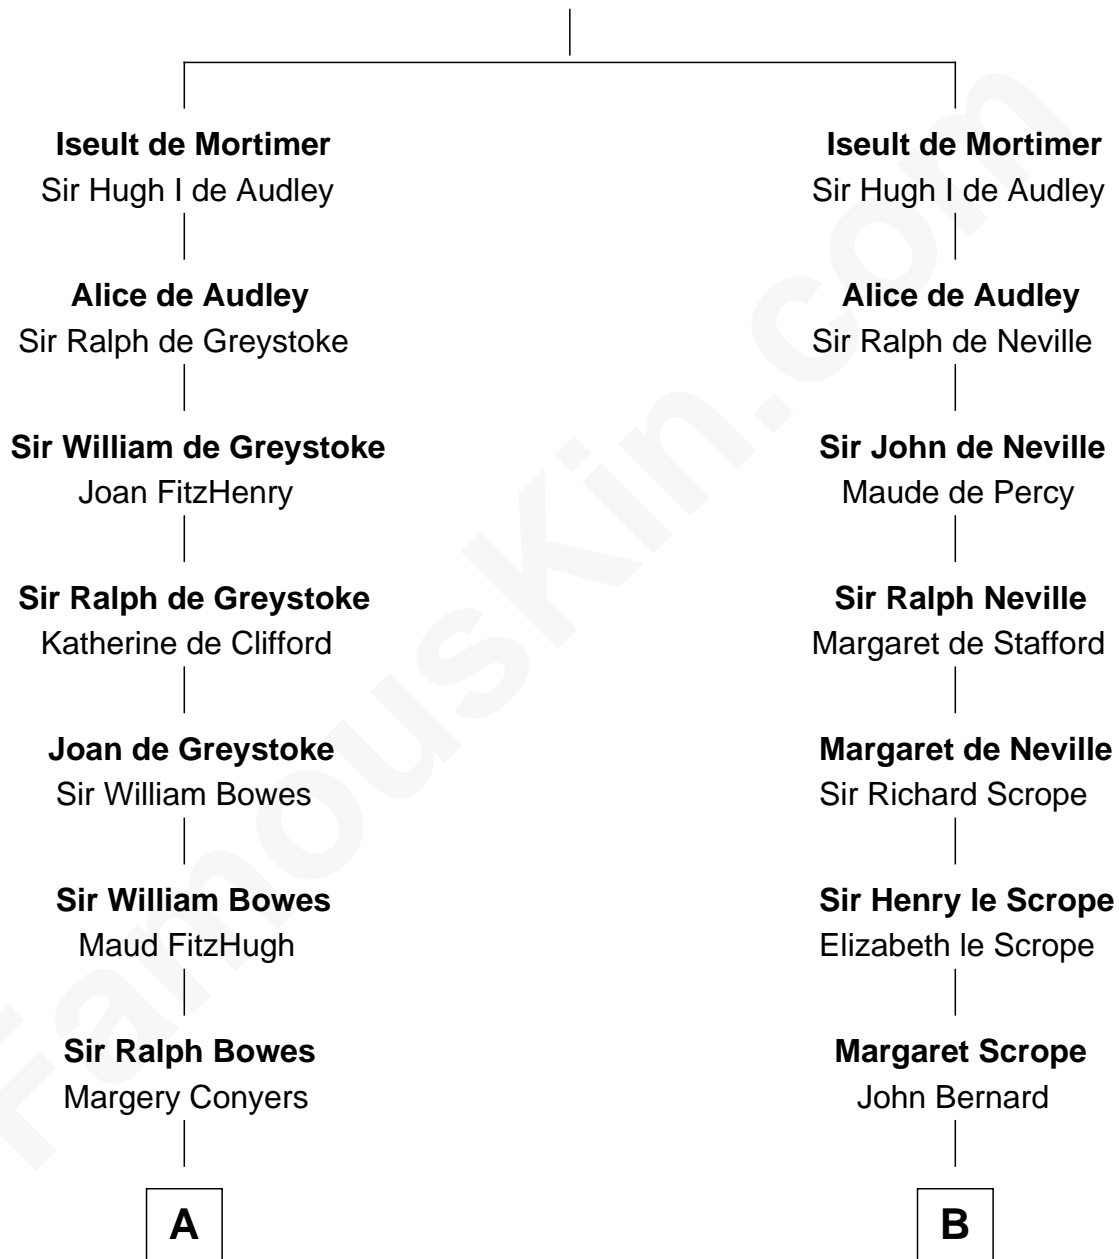 Iseult de Mortimer
Sir Hugh I de Audley
Alice de Audley
Sir Ralph de Greystoke
Sir William de Greystoke
Joan FitzHenry
Sir Ralph de Greystoke
Katherine de Clifford
Joan de Greystoke
Sir William Bowes
Sir William Bowes
Maud FitzHugh
Sir Ralph Bowes
Margery Conyers
A
Iseult de Mortimer
Sir Hugh I de Audley
Alice de Audley
Sir Ralph de Neville
Sir John de Neville
Maude de Percy
Sir Ralph Neville
Margaret de Stafford
Margaret de Neville
Sir Richard Scrope
Sir Henry le Scrope
Elizabeth le Scrope
Margaret Scrope
John Bernard
B
FamousKin.com